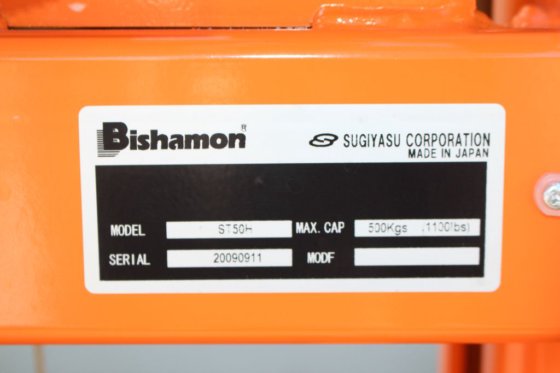 Bishamon®
SUGIYASU CORPORATION
MADE IN JAPAN
MODEL ST50H MAX. CAP 500Kgs (1100lbs)
SERIAL 20090911 MODF